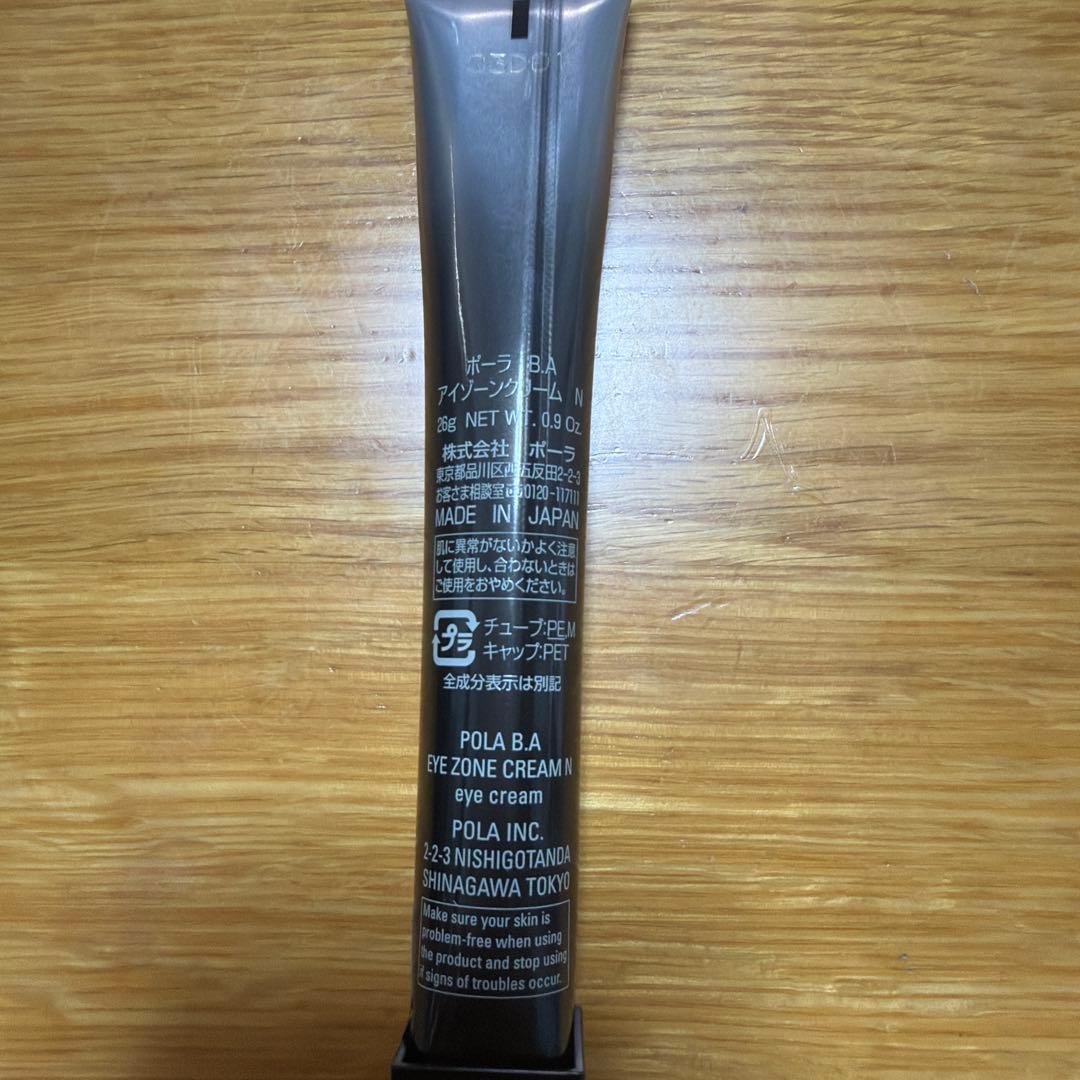 03D01
ポーラ B.A
アイゾーンクリーム N
26g NET WT. 0.9 Oz.
株式会社 ポーラ
東京都品川区西五反田2-2-3
お客さま相談室 0120-117111
MADE IN JAPAN
肌に異常がないかよく注意
して使用し、合わないときは
ご使用をおやめください。
プラ
チューブ:PE,M
キャップ:PET
全成分表示は別記
POLA B.A
EYE ZONE CREAM N
eye cream
POLA INC.
2-2-3 NISHIGOTANDA
SHINAGAWA TOKYO
Make sure your skin is
problem-free when using
the product and stop using
if signs of troubles occur.